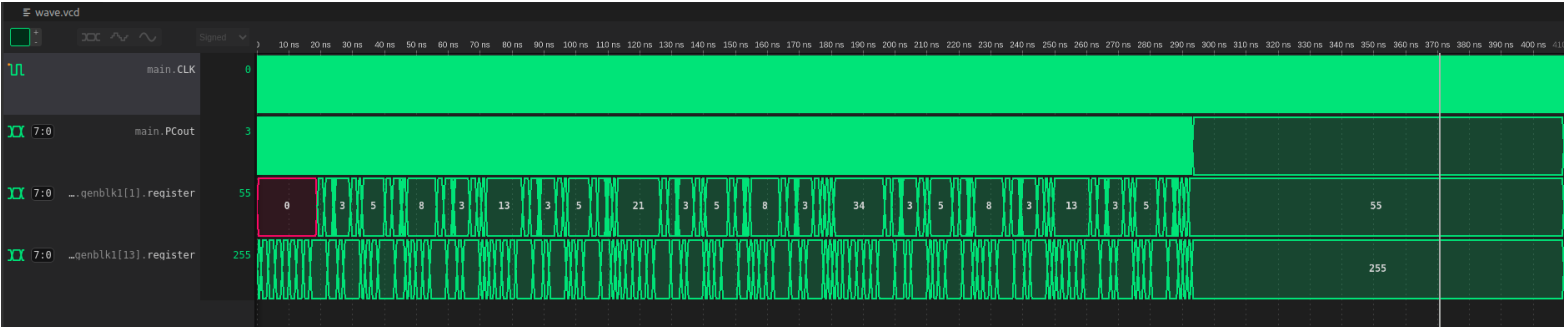 wave.vcd
+
-
Signed
0 10 ns 20 ns 30 ns 40 ns 50 ns 60 ns 70 ns 80 ns 90 ns 100 ns 110 ns 120 ns 130 ns 140 ns 150 ns 160 ns 170 ns 180 ns 190 ns 200 ns 210 ns 220 ns 230 ns 240 ns 250 ns 260 ns 270 ns 280 ns 290 ns 300 ns 310 ns 320 ns 330 ns 340 ns 350 ns 360 ns 370 ns 380 ns 390 ns 400 ns 41
main.CLK 0
7:0 main.PCout 3
7:0 ….genblk1[1].register 55 0 3 5 8 3 13 3 5 21 3 5 8 3 34 3 5 8 3 13 3 5 55
7:0 …genblk1[13].register 255 255